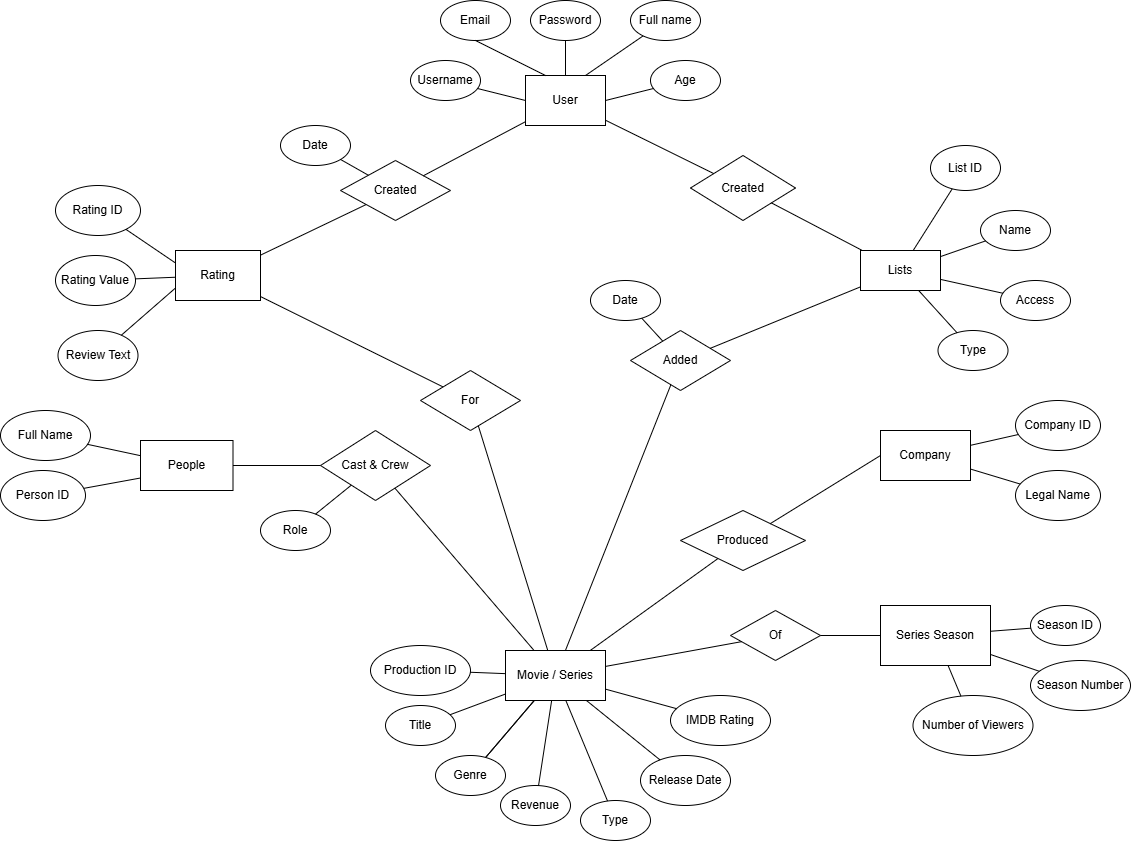 Email
Password
Full name
Username
Age
User
Date
Created
Created
List ID
Rating ID
Name
Rating
Lists
Rating Value
Date
Access
Review Text
Added
Type
For
Full Name
Company ID
People
Cast & Crew
Company
Person ID
Legal Name
Role
Produced
Of
Series Season
Season ID
Production ID
Movie / Series
Season Number
Title
IMDB Rating
Number of Viewers
Genre
Release Date
Revenue
Type